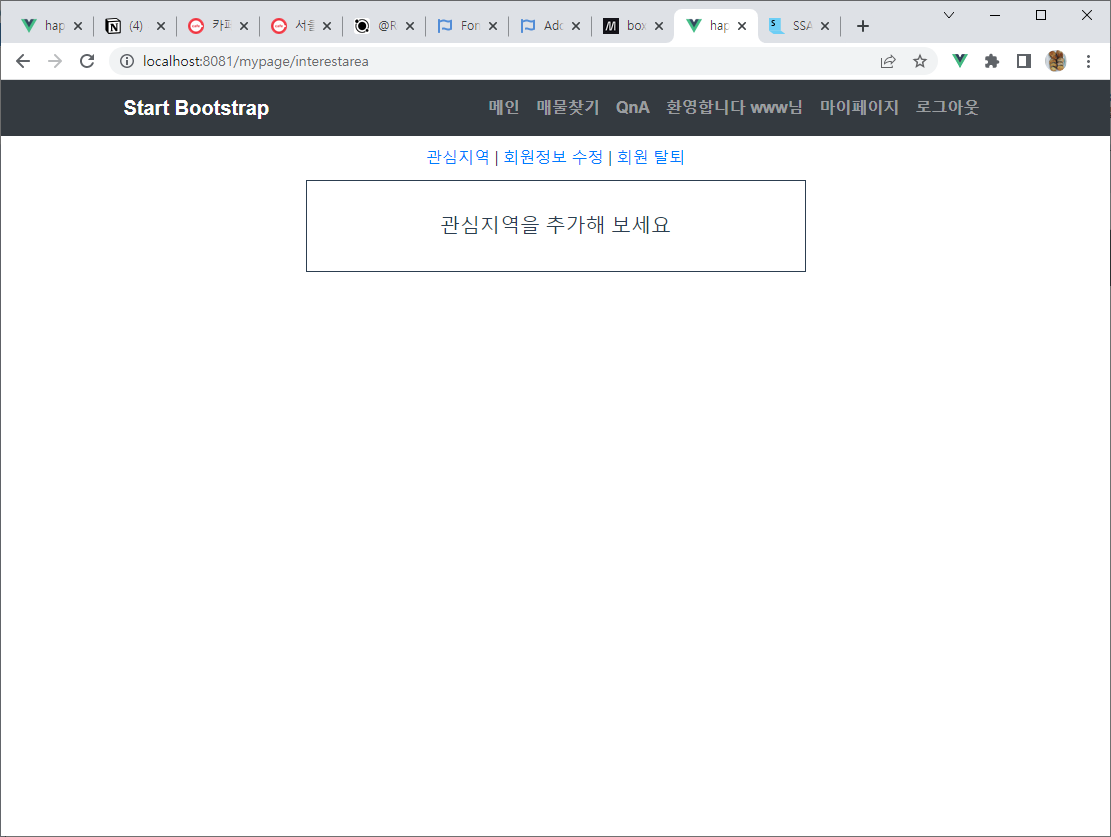 hap
(4)
카페
서울
@R
Fon
Ado
box
hap
SSA
localhost:8081/mypage/interestarea
Start Bootstrap 메인 매물찾기 QnA 환영합니다 www님 마이페이지 로그아웃
관심지역 | 회원정보 수정 | 회원 탈퇴
관심지역을 추가해 보세요